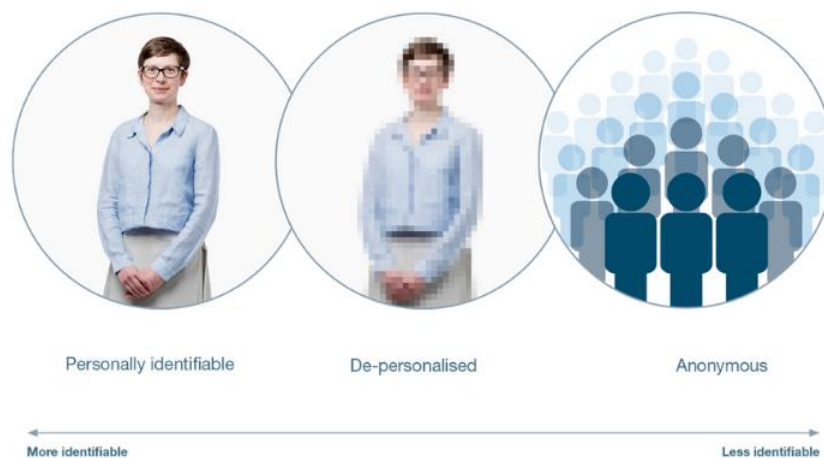 Personally identifiable
De-personalised
Anonymous
More identifiable
Less identifiable